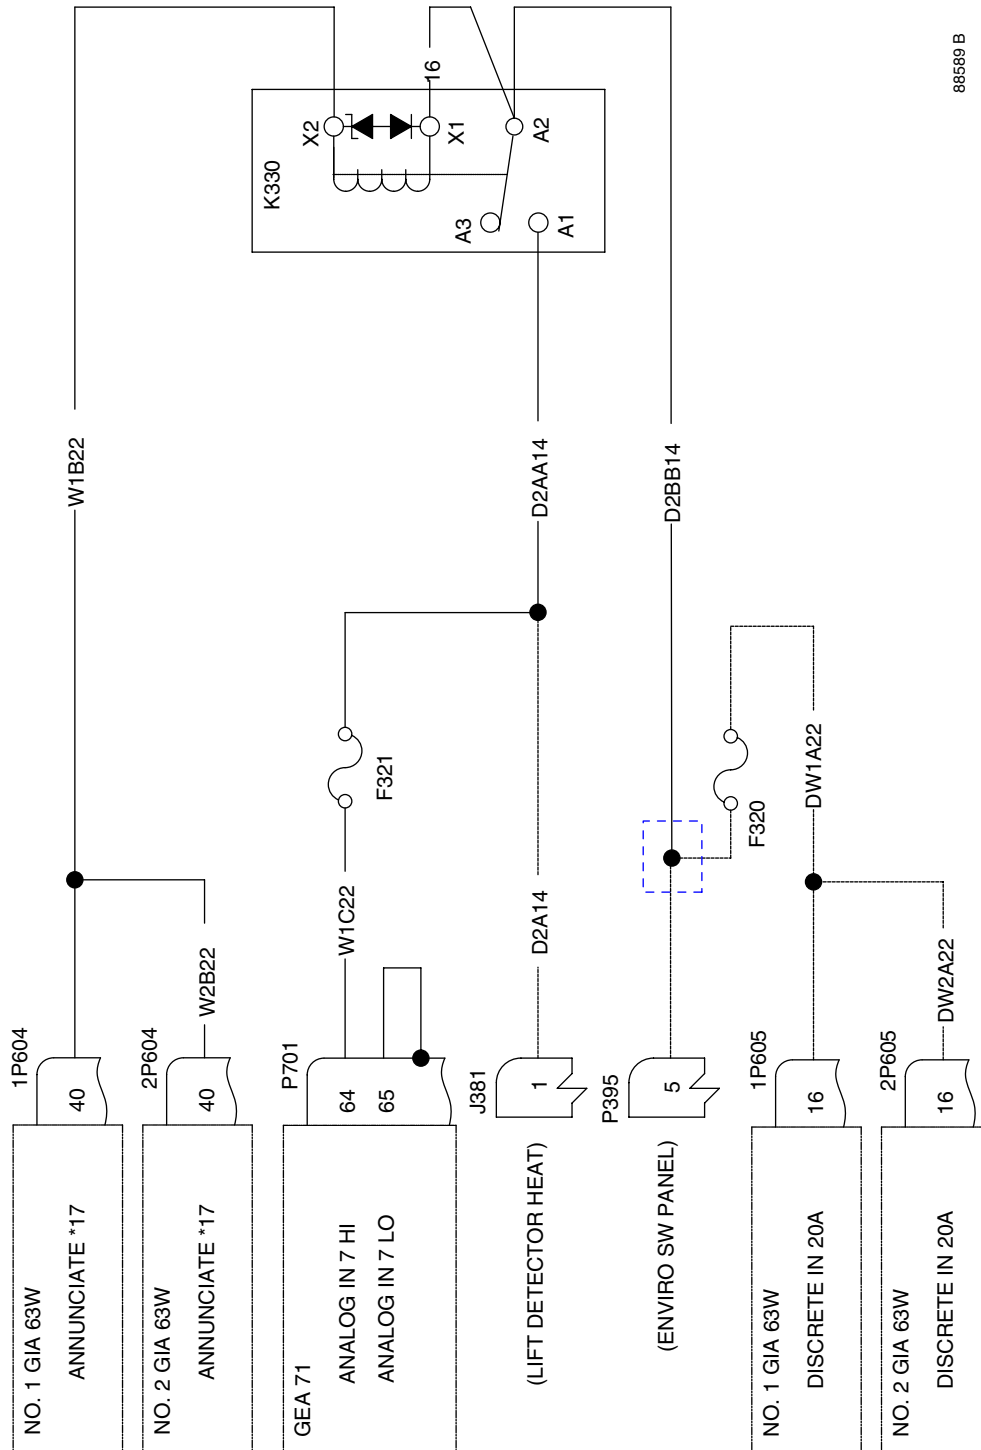 88589 B
K330
X2
X1
16
A2
A3
A1
W1B22
D2AA14
D2BB14
F321
F320
W1C22
D2A14
DW1A22
W2B22
DW2A22
1P604
40
NO. 1 GIA 63W
ANNUNCIATE *17
2P604
40
NO. 2 GIA 63W
ANNUNCIATE *17
P701
64
65
GEA 71
ANALOG IN 7 HI
ANALOG IN 7 LO
J381
1
(LIFT DETECTOR HEAT)
P395
5
(ENVIRO SW PANEL)
1P605
16
NO. 1 GIA 63W
DISCRETE IN 20A
2P605
16
NO. 2 GIA 63W
DISCRETE IN 20A